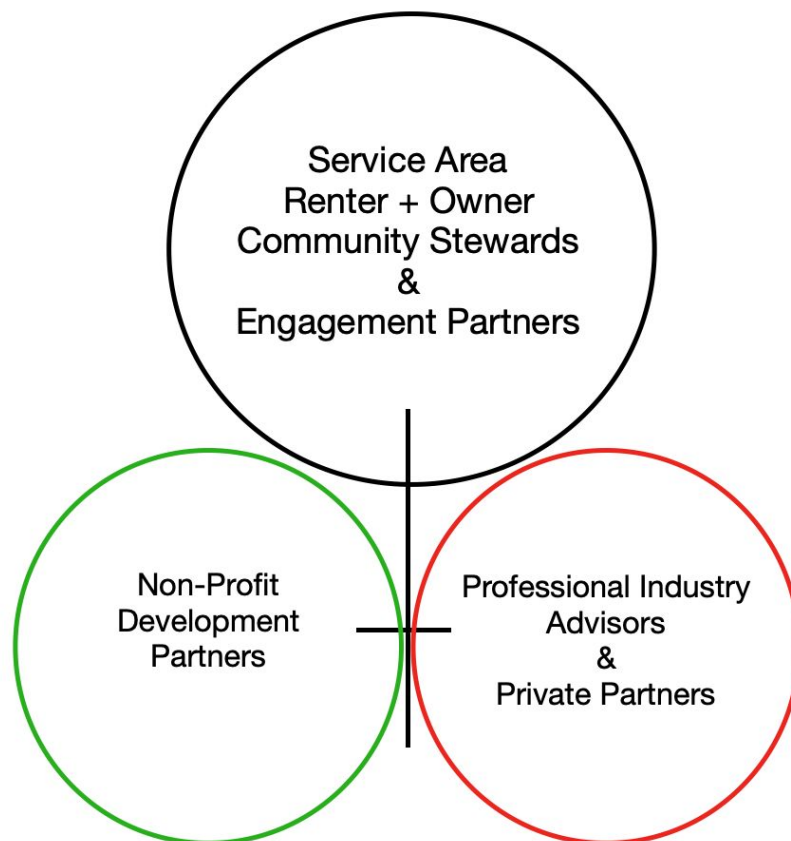 Service Area
Renter + Owner
Community Stewards
&
Engagement Partners
Non-Profit
Development
Partners
Professional Industry
Advisors
&
Private Partners